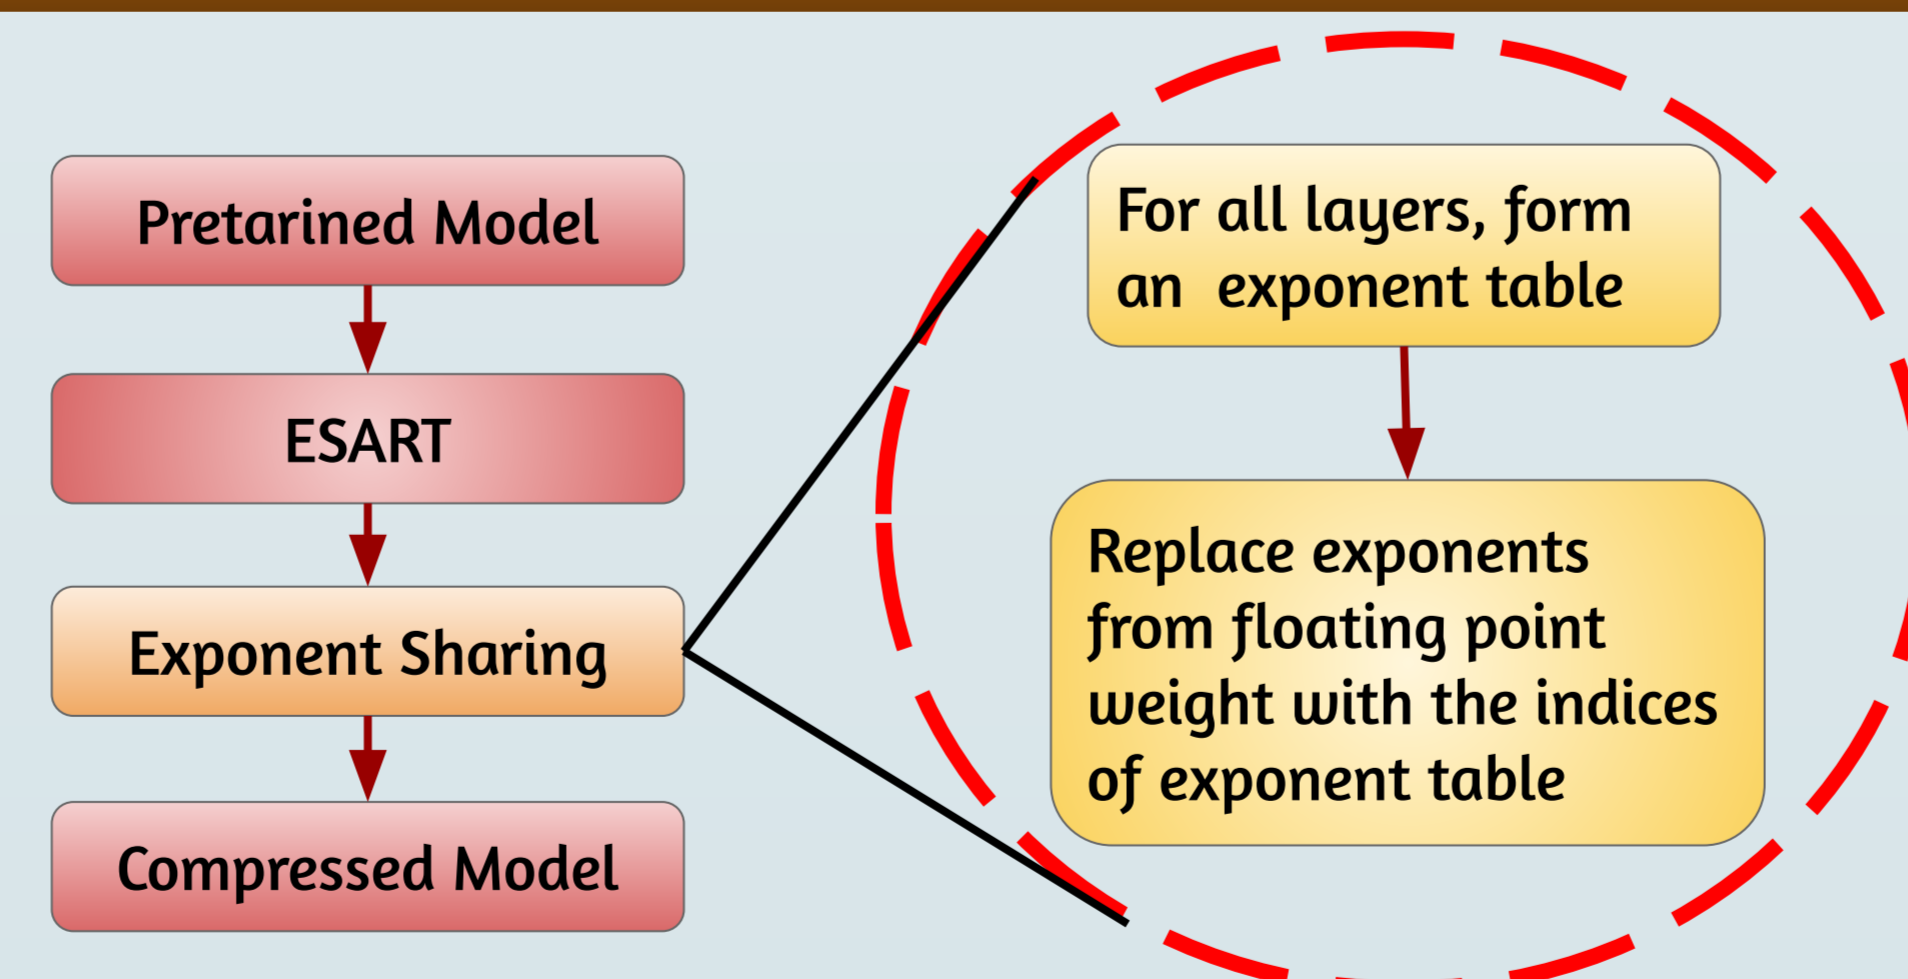 Pretarined Model
ESART
Exponent Sharing
Compressed Model
For all layers, form
an exponent table
Replace exponents
from floating point
weight with the indices
of exponent table